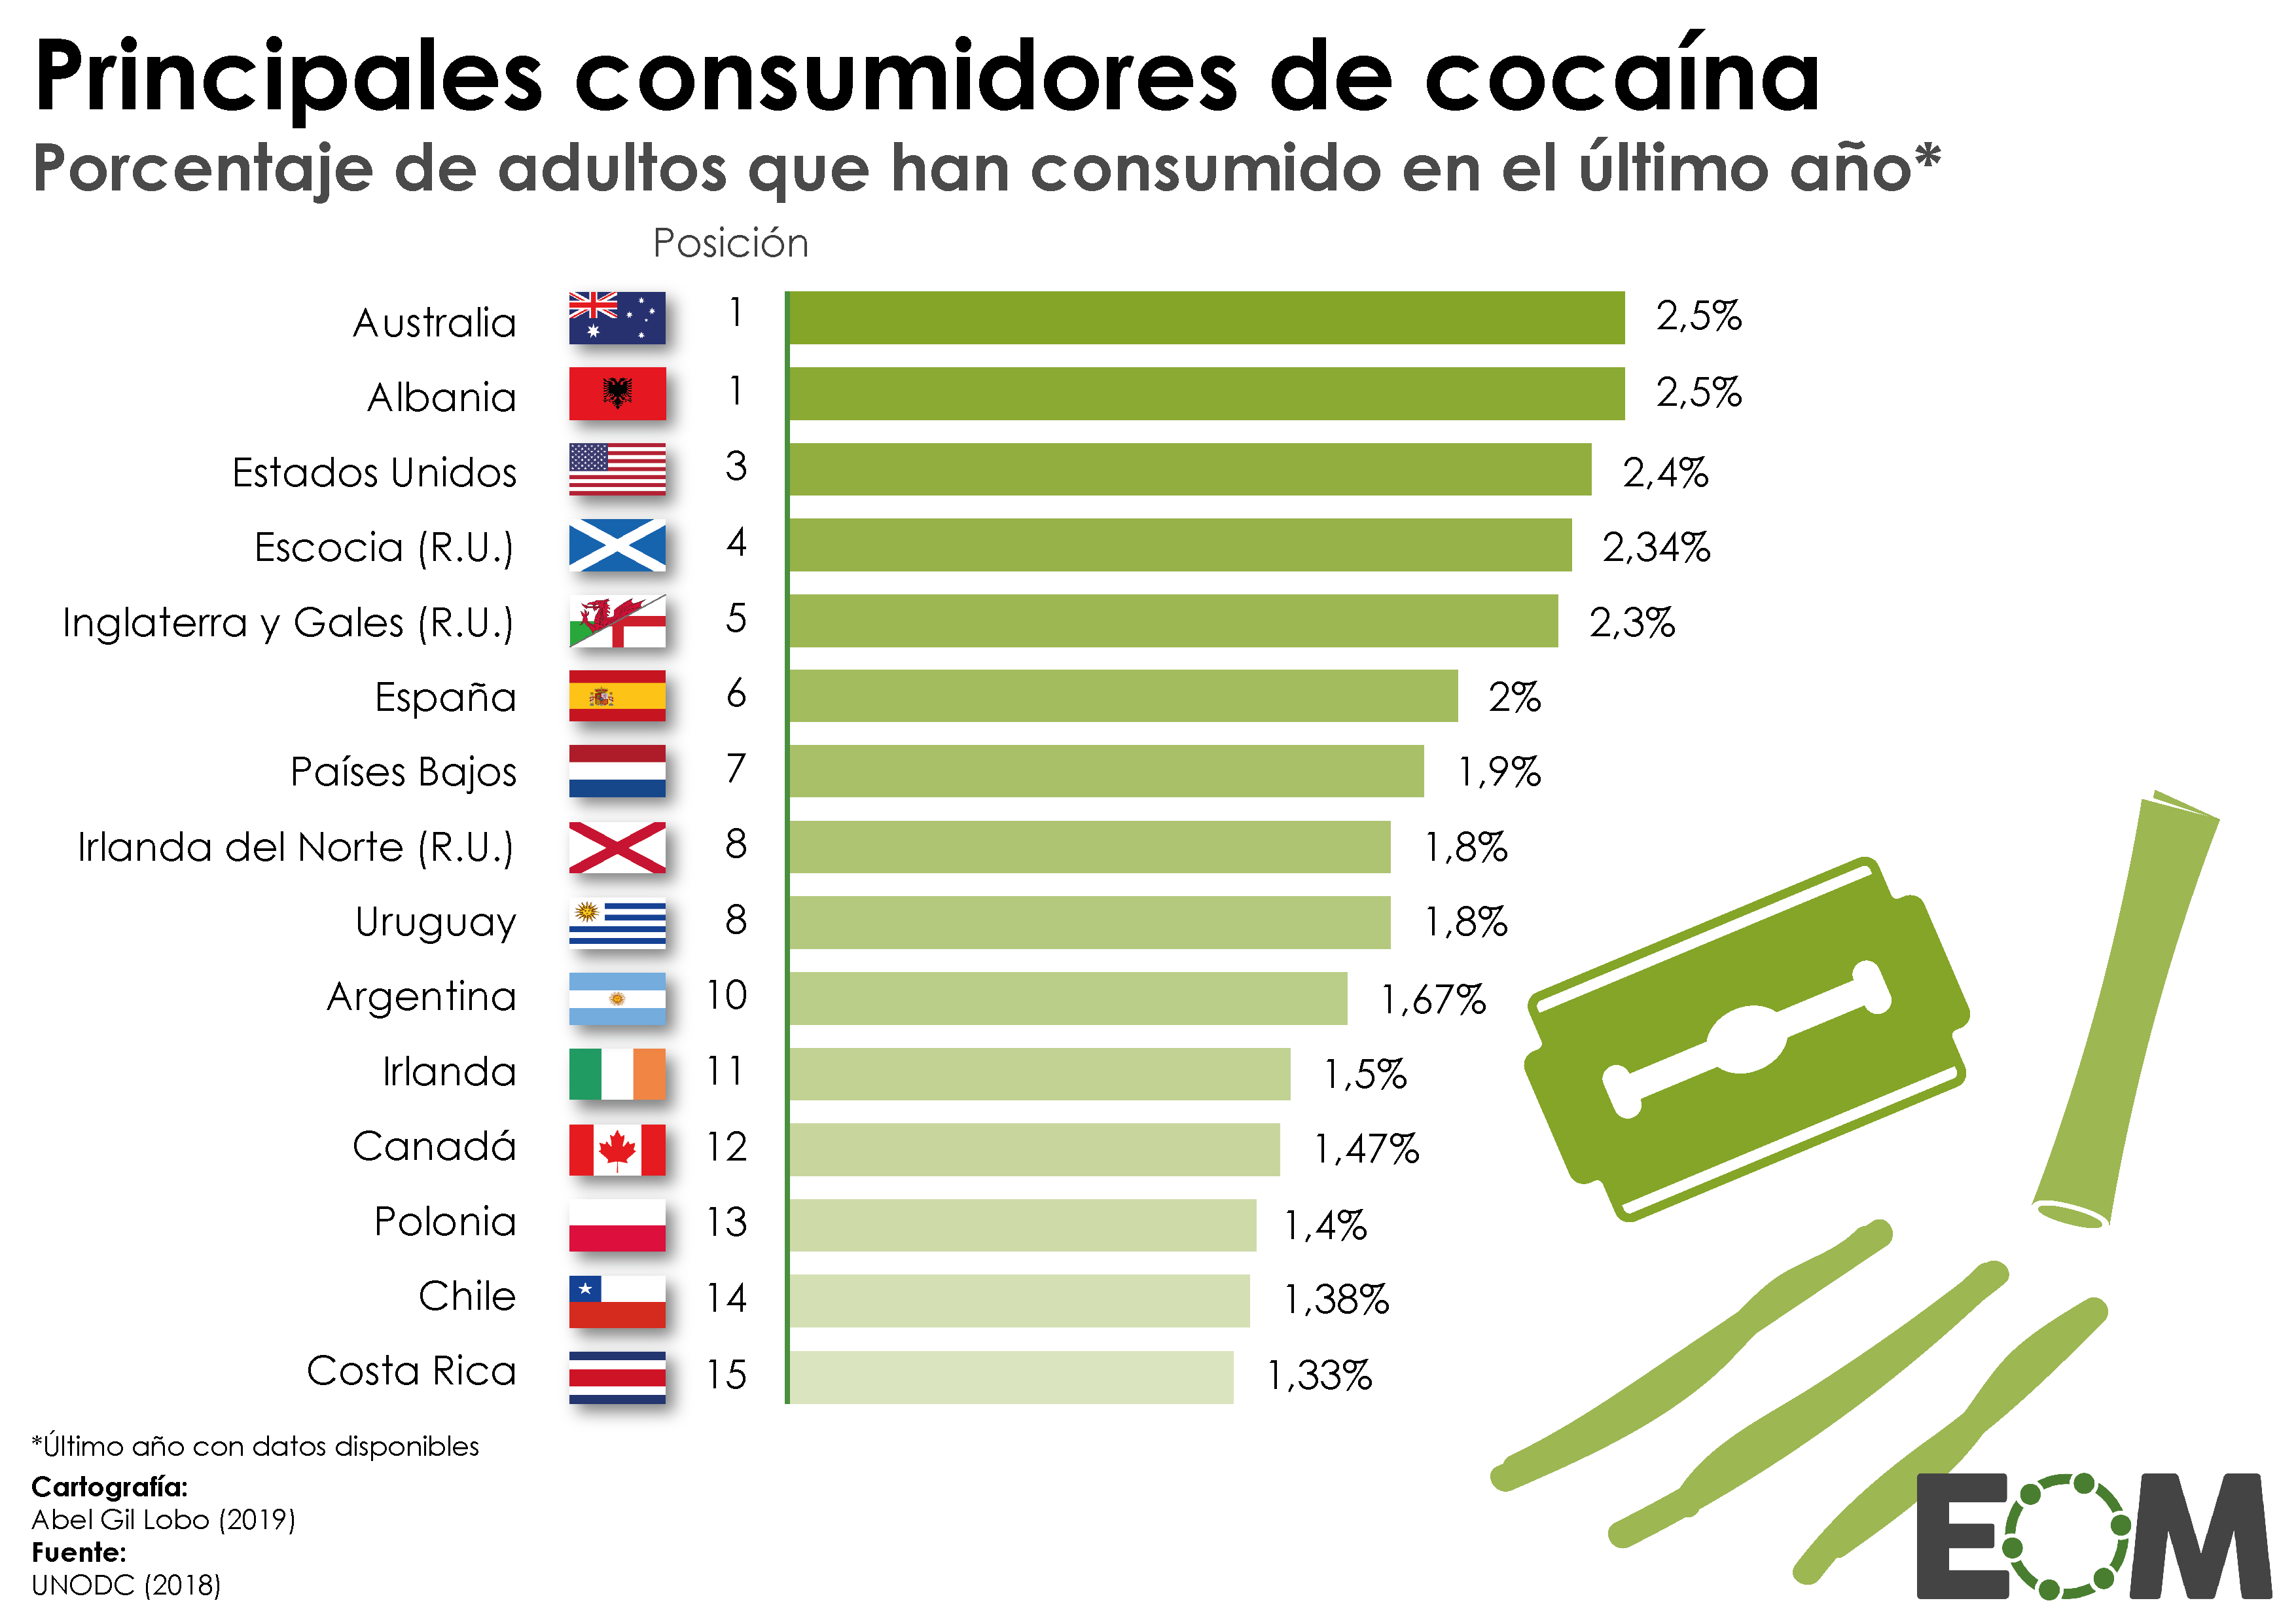 Principales consumidores de cocaína
Porcentaje de adultos que han consumido en el último año*
Posición
Australia 1 2,5%
Albania 1 2,5%
Estados Unidos 3 2,4%
Escocia (R.U.) 4 2,34%
Inglaterra y Gales (R.U.) 5 2,3%
España 6 2%
Países Bajos 7 1,9%
Irlanda del Norte (R.U.) 8 1,8%
Uruguay 8 1,8%
Argentina 10 1,67%
Irlanda 11 1,5%
Canadá 12 1,47%
Polonia 13 1,4%
Chile 14 1,38%
Costa Rica 15 1,33%
*Último año con datos disponibles
Cartografía:
Abel Gil Lobo (2019)
Fuente:
UNODC (2018)
EOM